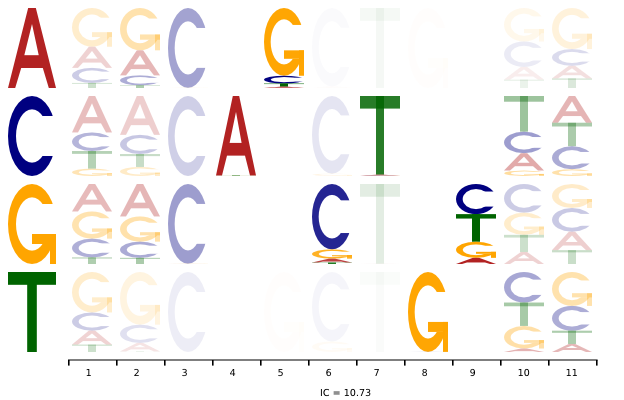 A G G C G C T G G G
A A C C C
C C A A
C A A C A C T T A
C C C T
T T A C
G A A C C T C C G
G G G T G C
C C G T A
T G G C C T G C G
C C T C
A A G T
1 2 3 4 5 6 7 8 9 10 11
IC = 10.73